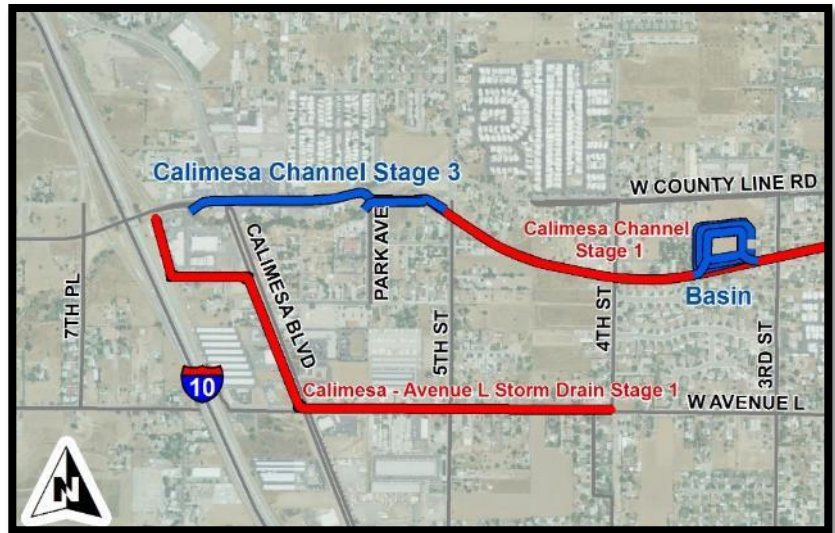 Calimesa Channel Stage 3
W COUNTY LINE RD
Calimesa Channel
Stage 1
Basin
7TH PL
CALIMESA BLVD
PARK AVE
5TH ST
4TH ST
3RD ST
10
Calimesa - Avenue L Storm Drain Stage 1
W AVENUE L
N